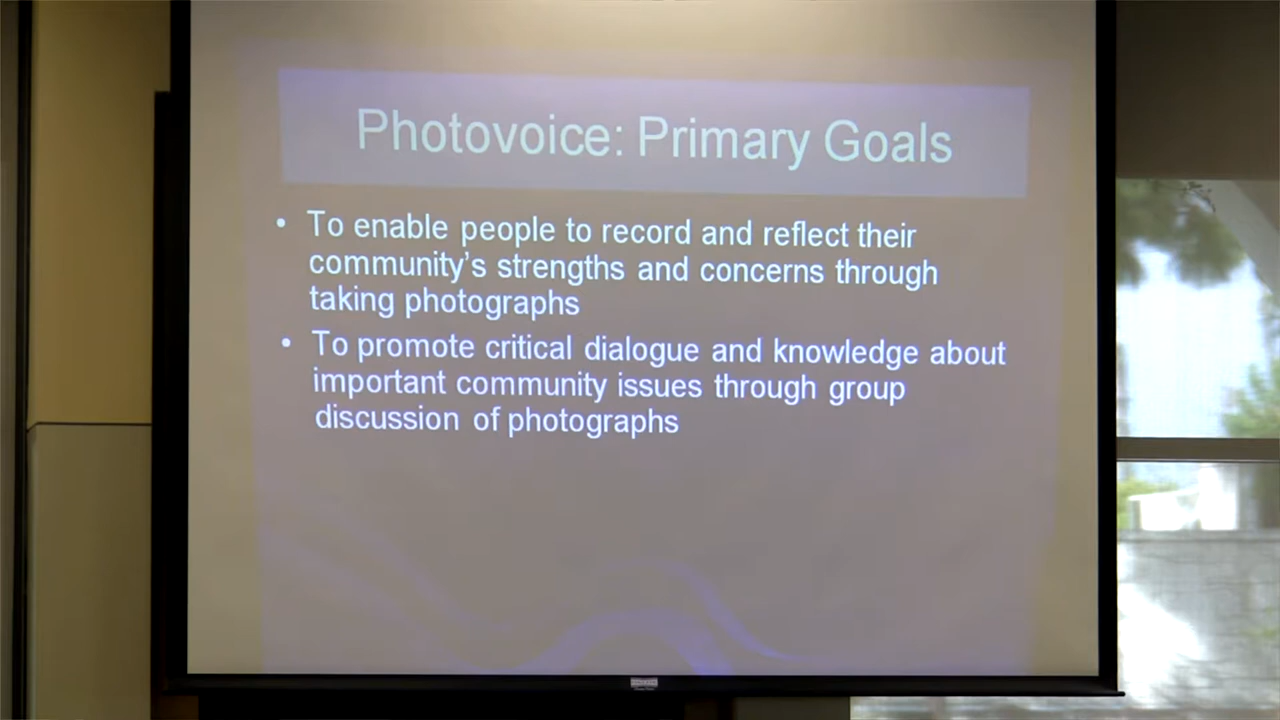 Photovoice: Primary Goals
• To enable people to record and reflect their
community's strengths and concerns through
taking photographs
• To promote critical dialogue and knowledge about
important community issues through group
discussion of photographs